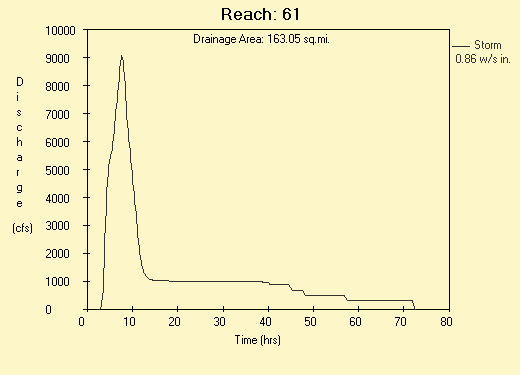 Reach: 61
Drainage Area: 163.05 sq.mi.
Storm
0.86 w/s in.
Discharge
(cfs)
10000
9000
8000
7000
6000
5000
4000
3000
2000
1000
0
0 10 20 30 40 50 60 70 80
Time (hrs)